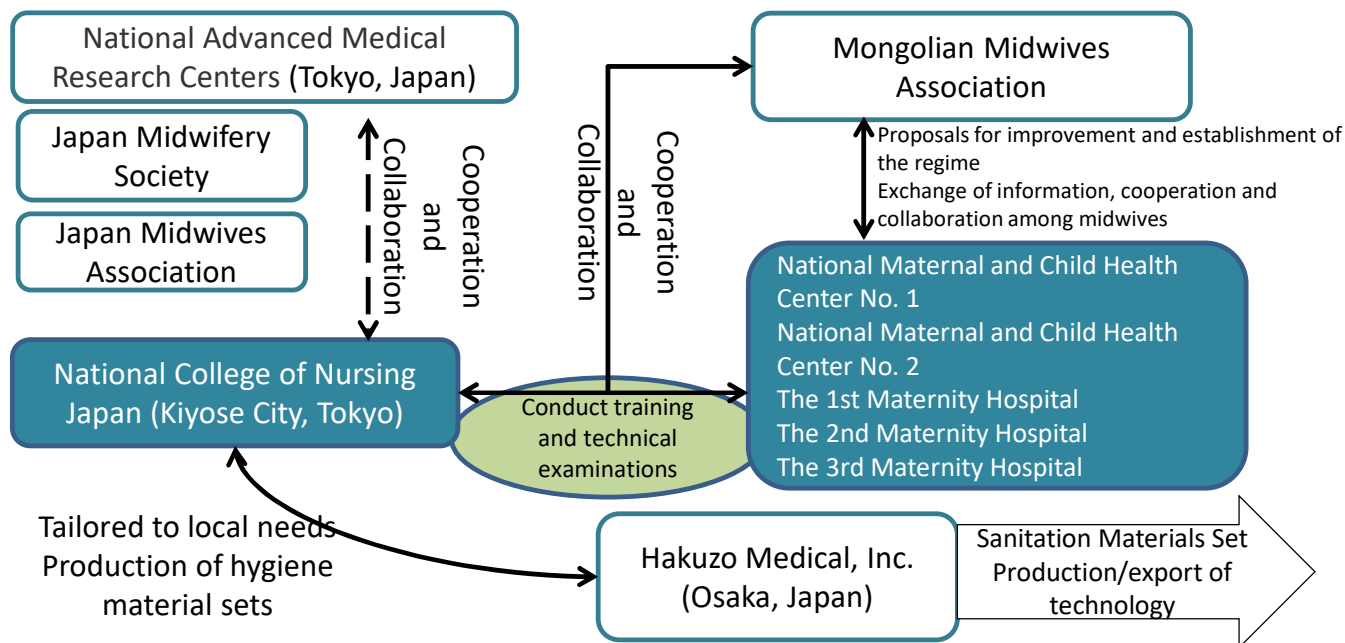 National Advanced Medical
Research Centers (Tokyo, Japan)
Japan Midwifery
Society
Japan Midwives
Association
Cooperation
and
Collaboration
Cooperation
and
Collaboration
Mongolian Midwives
Association
Proposals for improvement and establishment of
the regime
Exchange of information, cooperation and
collaboration among midwives
National College of Nursing
Japan (Kiyose City, Tokyo)
Conduct training
and technical
examinations
National Maternal and Child Health
Center No. 1
National Maternal and Child Health
Center No. 2
The 1st Maternity Hospital
The 2nd Maternity Hospital
The 3rd Maternity Hospital
Tailored to local needs
Production of hygiene
material sets
Hakuzo Medical, Inc.
(Osaka, Japan)
Sanitation Materials Set
Production/export of
technology